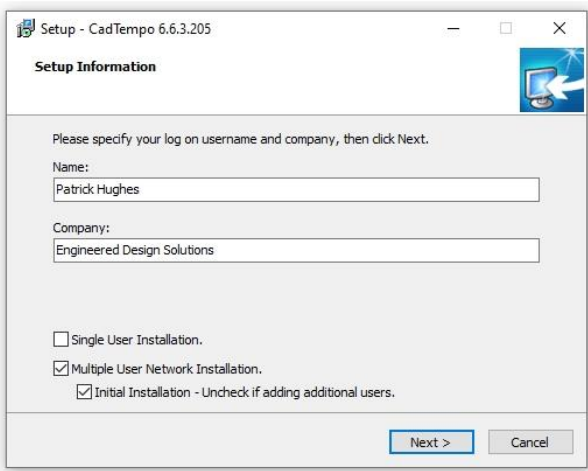 Setup - CadTempo 6.6.3.205
Setup Information
Please specify your log on username and company, then click Next.
Name:
Patrick Hughes
Company:
Engineered Design Solutions
Single User Installation.
Multiple User Network Installation.
Initial Installation - Uncheck if adding additional users.
Next >
Cancel